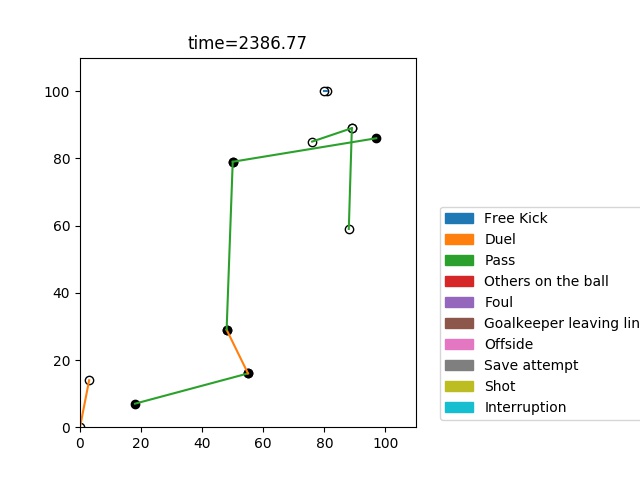 time=2386.77
100
80
60
40
20
0
0 20 40 60 80 100
Free Kick
Duel
Pass
Others on the ball
Foul
Goalkeeper leaving lin
Offside
Save attempt
Shot
Interruption